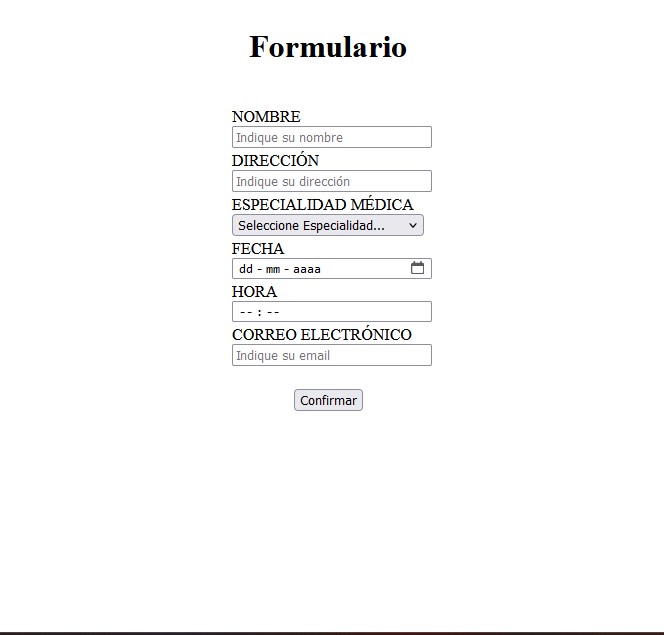 Formulario
NOMBRE
Indique su nombre
DIRECCIÓN
Indique su dirección
ESPECIALIDAD MÉDICA
Seleccione Especialidad...
FECHA
dd - mm - aaaa
HORA
-- : --
CORREO ELECTRÓNICO
Indique su email
Confirmar